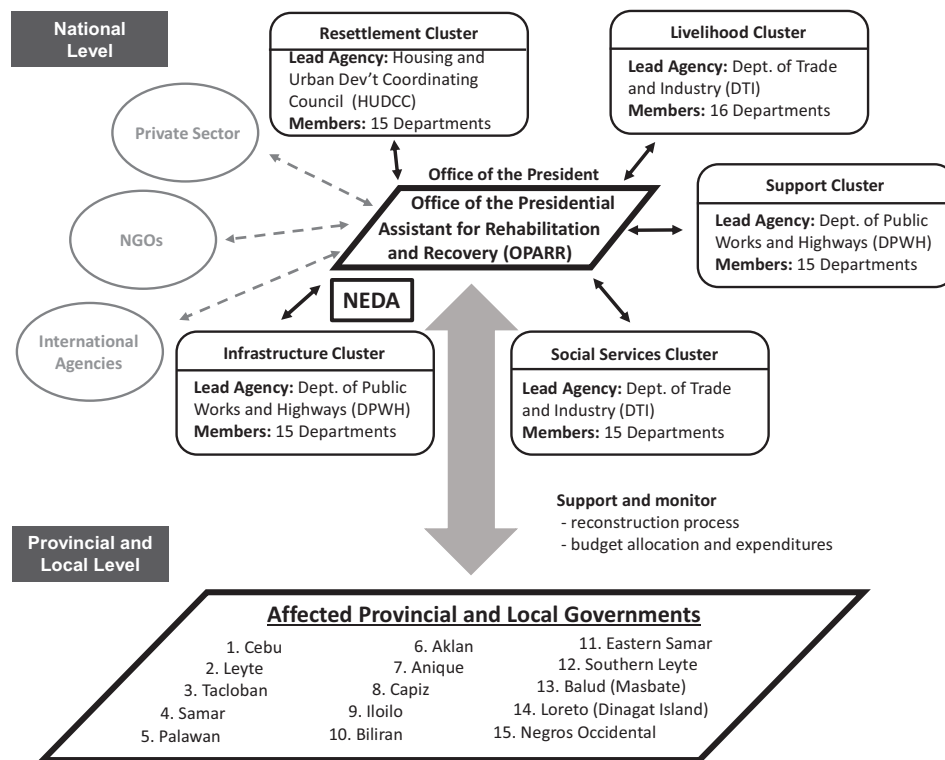 National
Level
Resettlement Cluster
Lead Agency: Housing and
Urban Dev't Coordinating
Council (HUDCC)
Members: 15 Departments
Livelihood Cluster
Lead Agency: Dept. of Trade
and Industry (DTI)
Members: 16 Departments
Private Sector
NGOs
International
Agencies
Office of the President
Office of the Presidential
Assistant for Rehabilitation
and Recovery (OPARR)
NEDA
Support Cluster
Lead Agency: Dept. of Public
Works and Highways (DPWH)
Members: 15 Departments
Infrastructure Cluster
Lead Agency: Dept. of Public
Works and Highways (DPWH)
Members: 15 Departments
Social Services Cluster
Lead Agency: Dept. of Trade
and Industry (DTI)
Members: 15 Departments
Support and monitor
- reconstruction process
- budget allocation and expenditures
Provincial and
Local Level
Affected Provincial and Local Governments
1. Cebu
2. Leyte
3. Tacloban
4. Samar
5. Palawan
6. Aklan
7. Anique
8. Capiz
9. Iloilo
10. Biliran
11. Eastern Samar
12. Southern Leyte
13. Balud (Masbate)
14. Loreto (Dinagat Island)
15. Negros Occidental